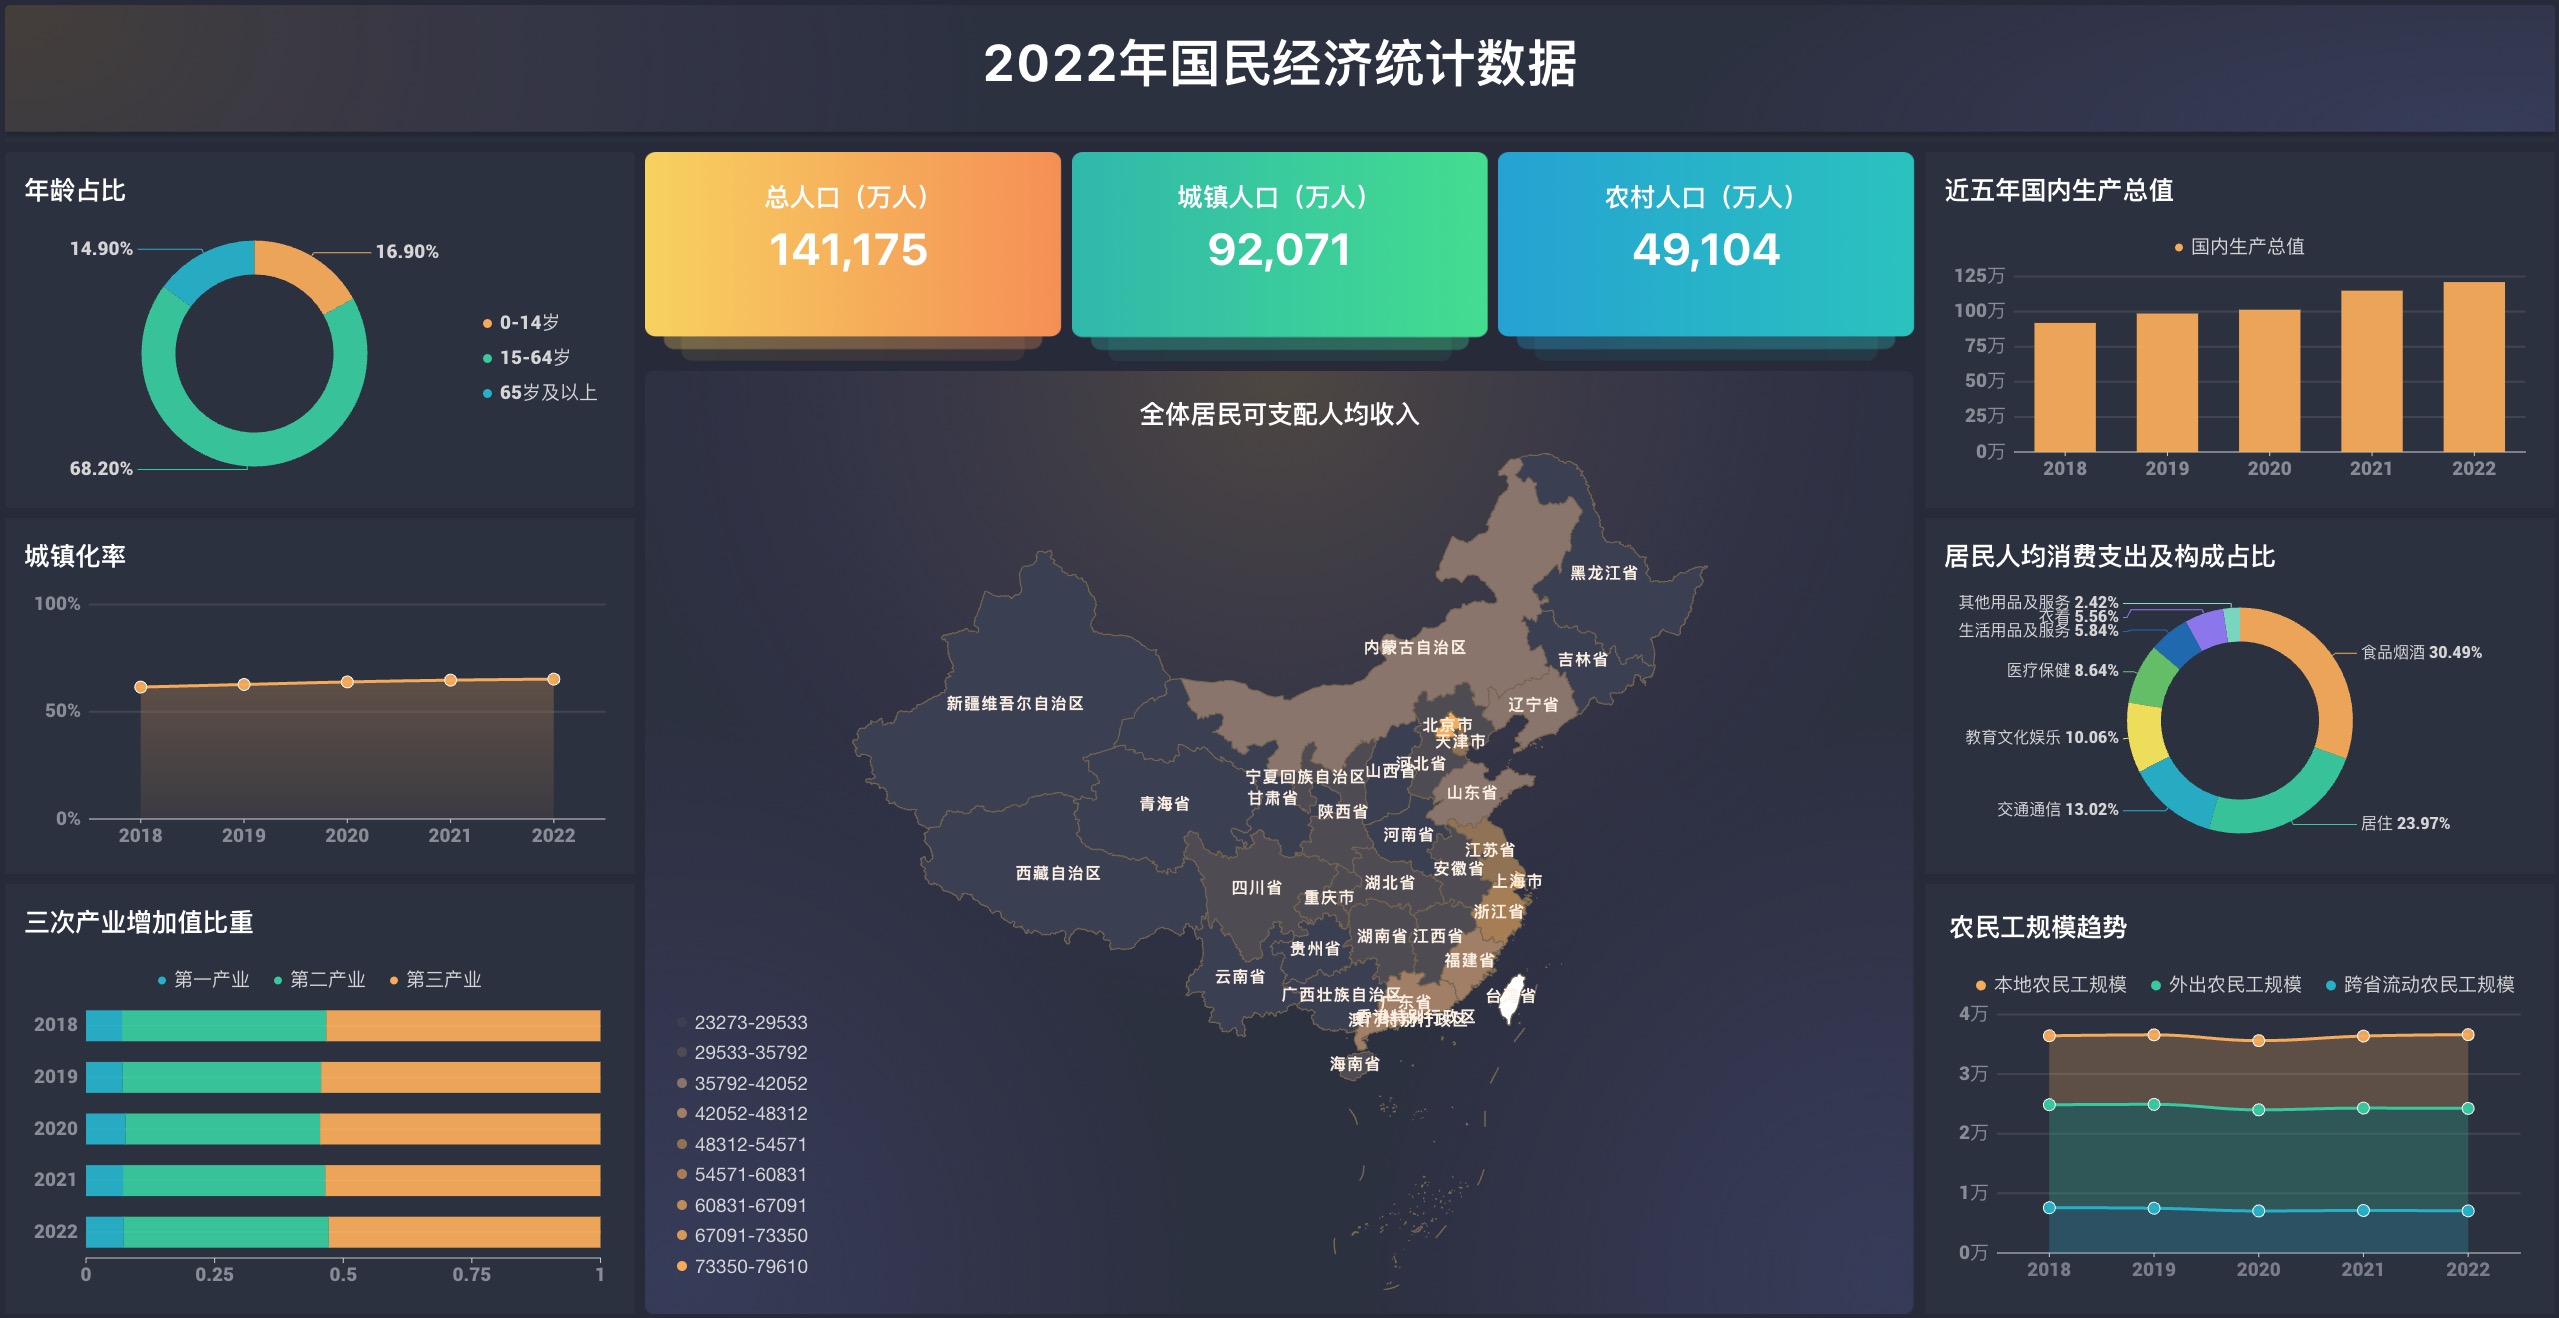 2022年国民经济统计数据
年龄占比
14.90%
16.90%
68.20%
0-14岁
15-64岁
65岁及以上
城镇化率
100%
50%
0%
2018 2019 2020 2021 2022
三次产业增加值比重
第一产业 第二产业 第三产业
2018
2019
2020
2021
2022
0 0.25 0.5 0.75 1
总人口（万人）
141,175
城镇人口（万人）
92,071
农村人口（万人）
49,104
全体居民可支配人均收入
黑龙江省
内蒙古自治区
吉林省
新疆维吾尔自治区
辽宁省
北京市
天津市
河北省
山西省
宁夏回族自治区
山东省
甘肃省
青海省
陕西省
河南省
江苏省
安徽省
西藏自治区
上海市
湖北省
四川省
重庆市
浙江省
湖南省
江西省
贵州省
福建省
云南省
广西壮族自治区
广东省
台湾省
香港特别行政区
澳门特别行政区
海南省
23273-29533
29533-35792
35792-42052
42052-48312
48312-54571
54571-60831
60831-67091
67091-73350
73350-79610
近五年国内生产总值
国内生产总值
125万
100万
75万
50万
25万
0万
2018 2019 2020 2021 2022
居民人均消费支出及构成占比
其他用品及服务 2.42%
衣着 5.56%
生活用品及服务 5.84%
医疗保健 8.64%
教育文化娱乐 10.06%
交通通信 13.02%
食品烟酒 30.49%
居住 23.97%
农民工规模趋势
本地农民工规模 外出农民工规模 跨省流动农民工规模
4万
3万
2万
1万
0万
2018 2019 2020 2021 2022